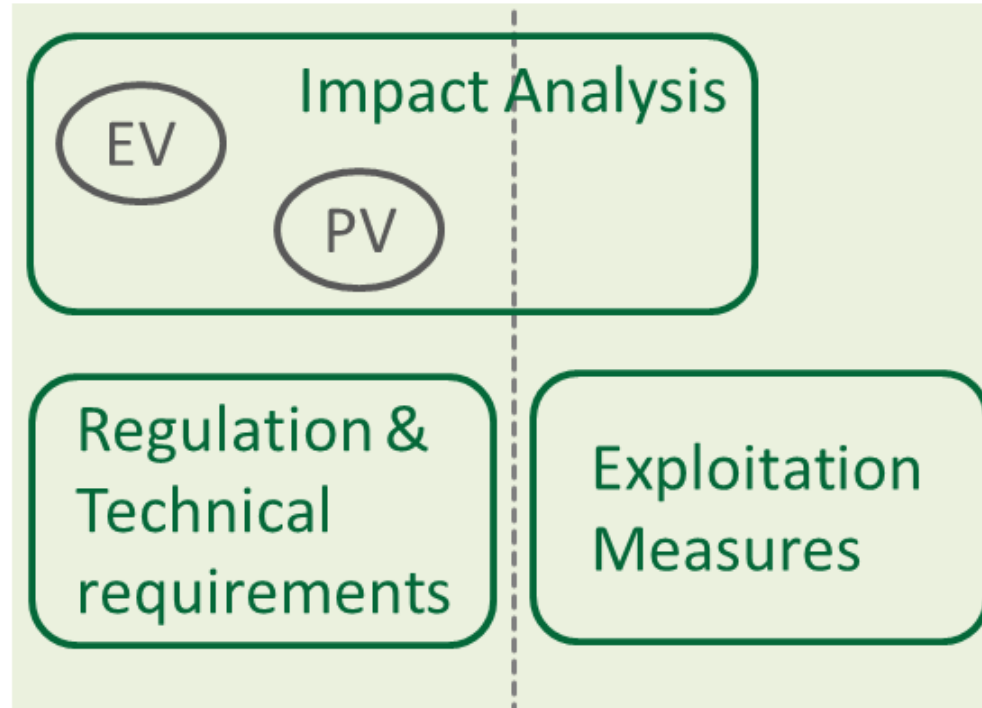 Impact Analysis
EV
PV
Regulation &
Technical
requirements
Exploitation
Measures